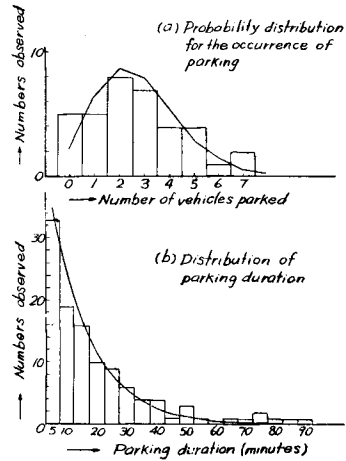 (a) Probability distribution
for the occurrence of
parking
→ Numbers observed
10
0
0 1 2 3 4 5 6 7
→ Number of vehicles parked
(b) Distribution of
parking duration
→ Numbers observed
30
20
10
0
0 5 10 20 30 40 50 60 70 80 90
→ Parking duration (minutes)